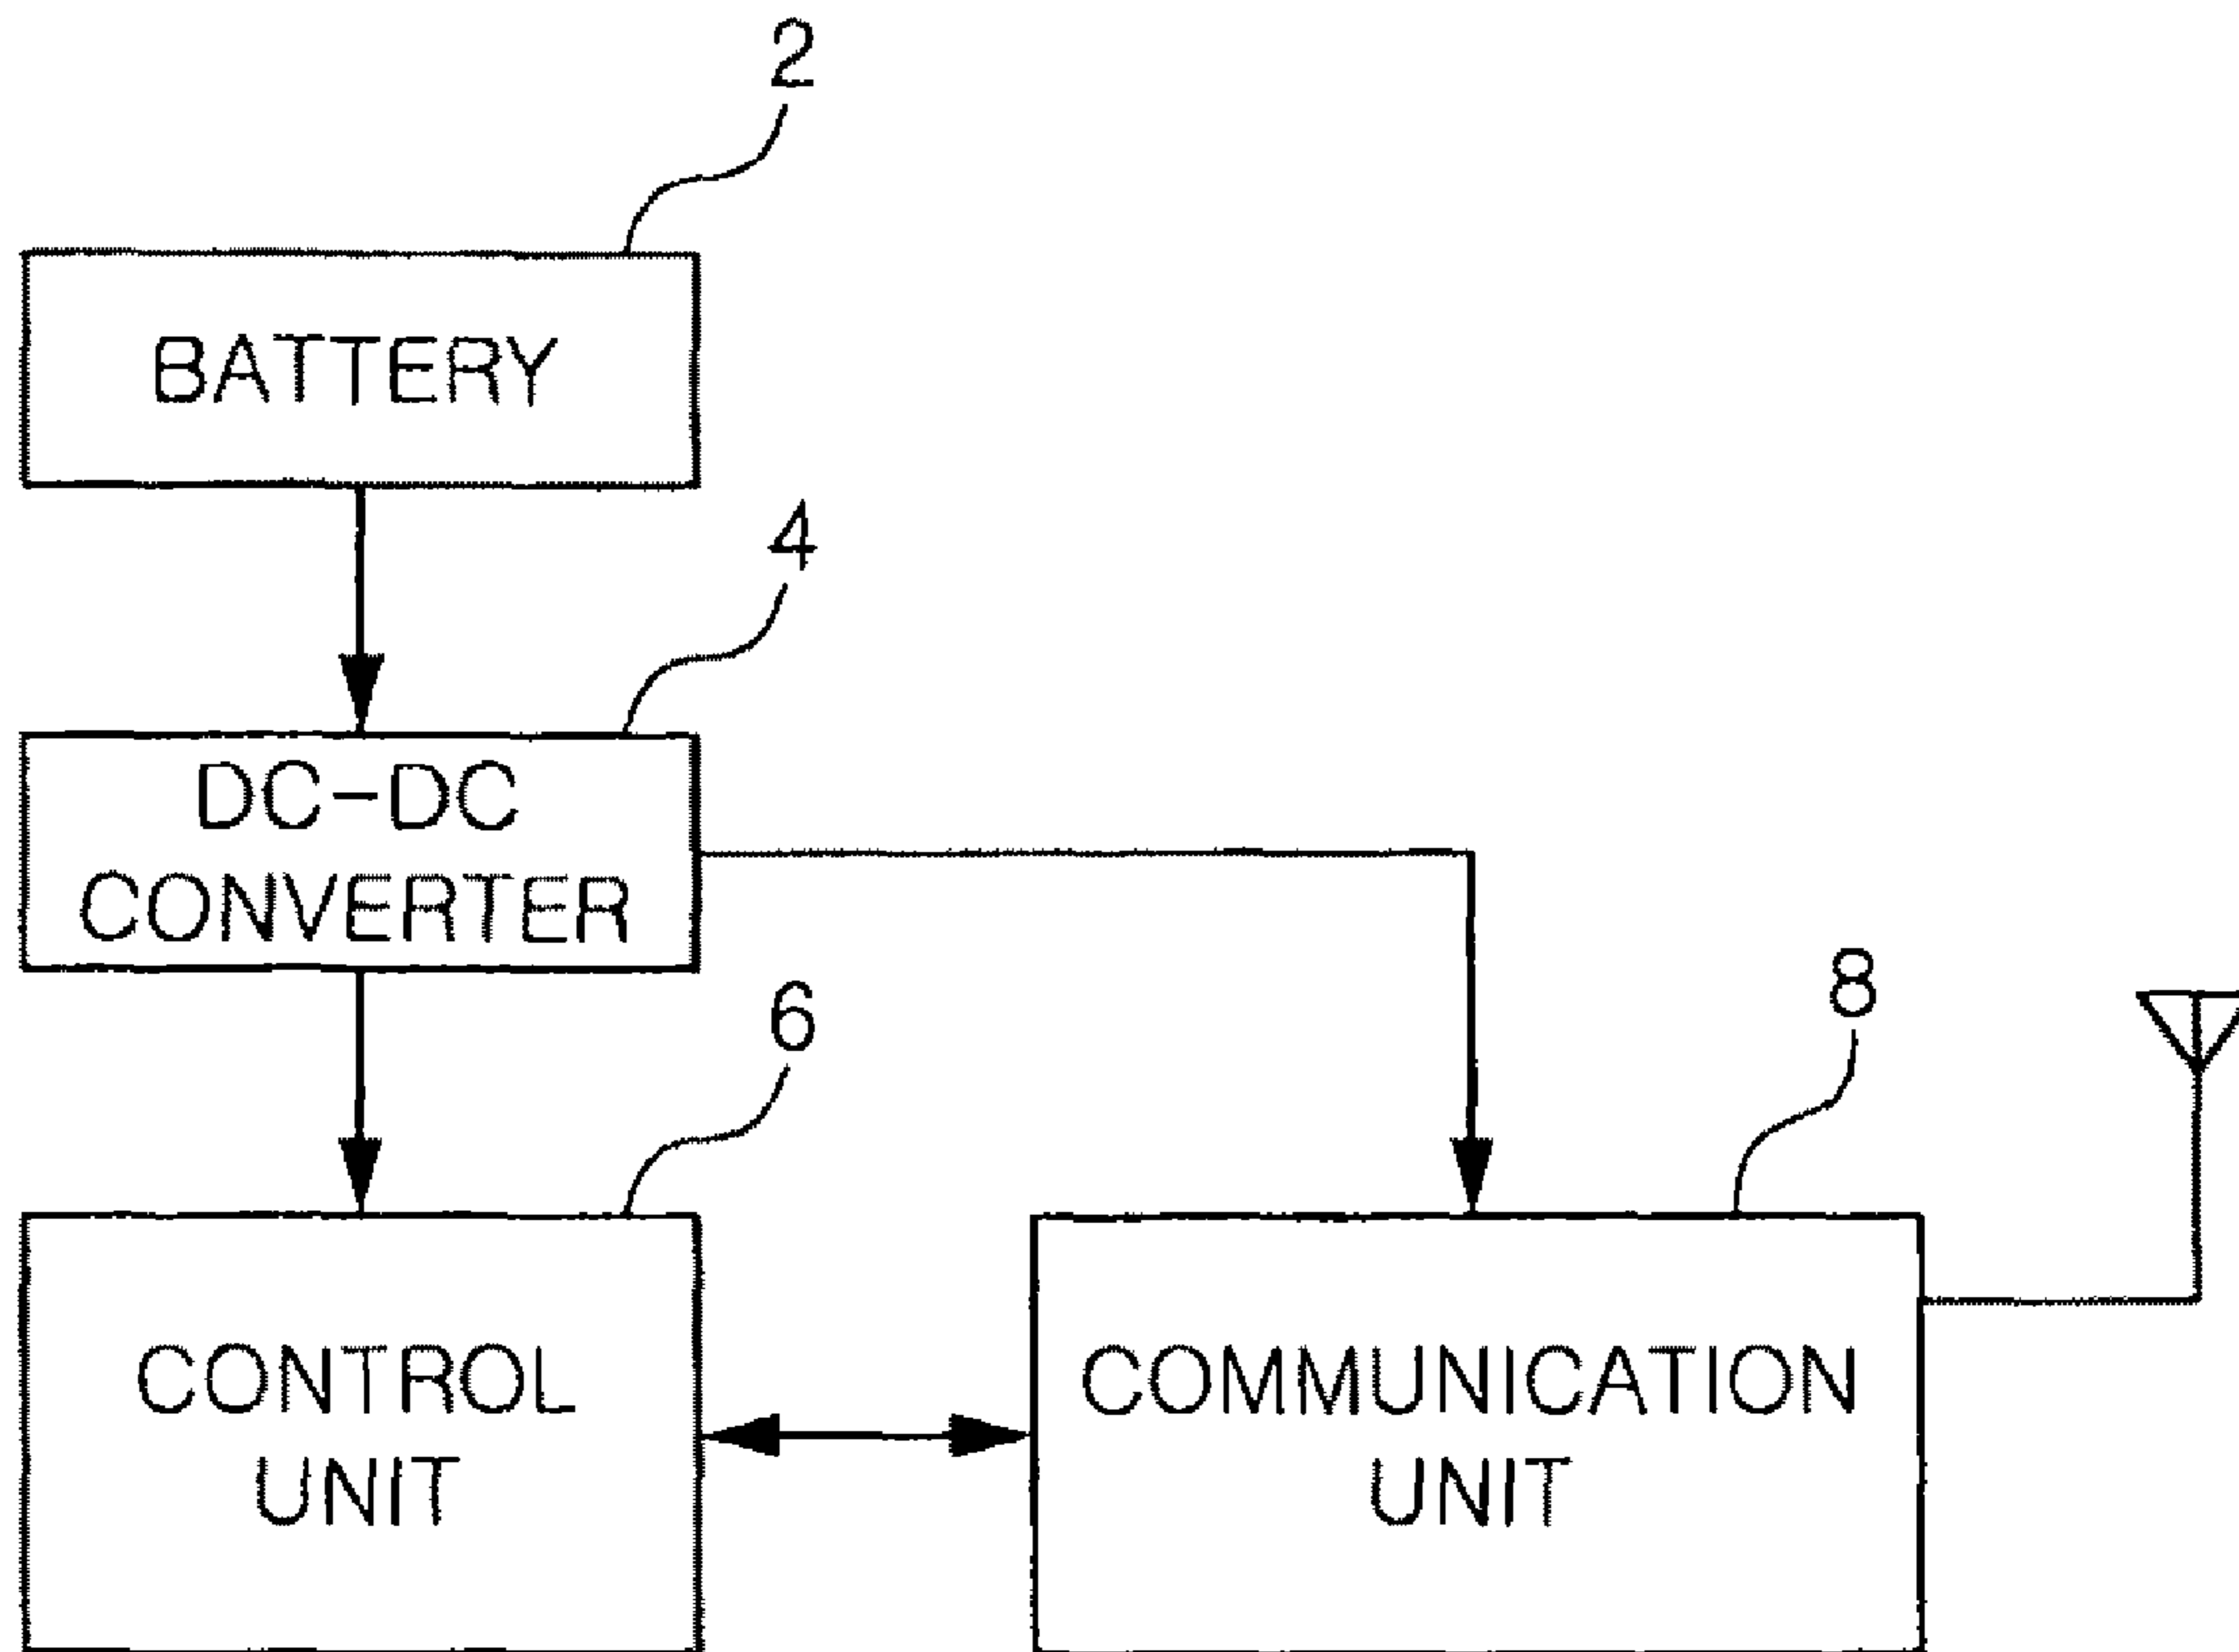 2
BATTERY
4
DC-DC
CONVERTER
6
8
CONTROL
UNIT
COMMUNICATION
UNIT